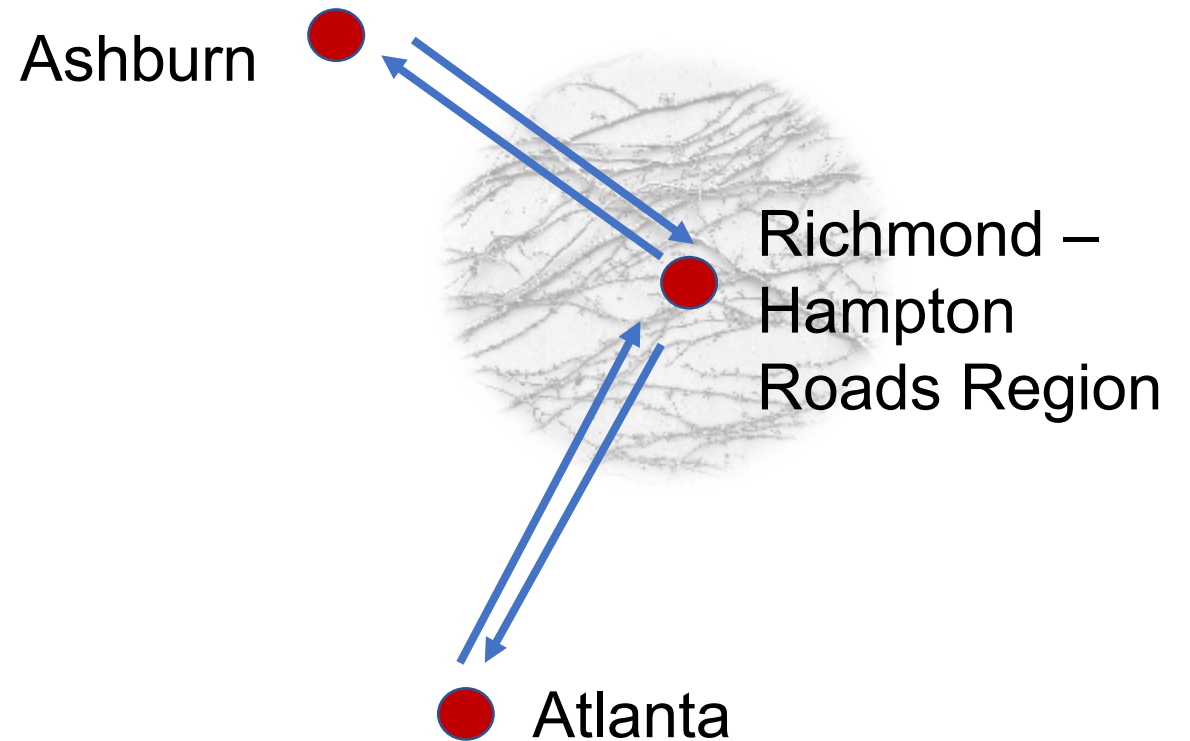 Ashburn
Richmond –
Hampton
Roads Region
Atlanta